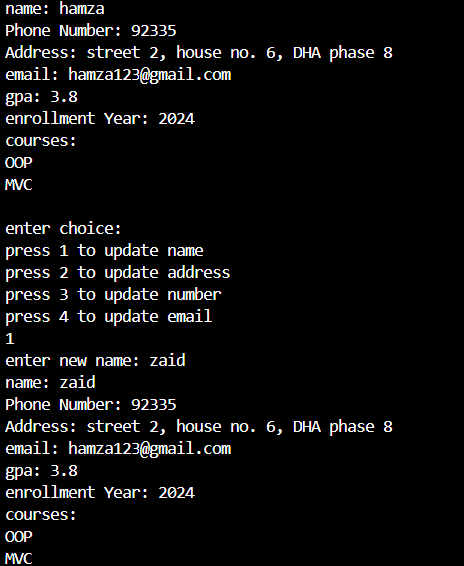 name: hamza
Phone Number: 92335
Address: street 2, house no. 6, DHA phase 8
email: hamza123@gmail.com
gpa: 3.8
enrollment Year: 2024
courses:
OOP
MVC

enter choice:
press 1 to update name
press 2 to update address
press 3 to update number
press 4 to update email
1
enter new name: zaid
name: zaid
Phone Number: 92335
Address: street 2, house no. 6, DHA phase 8
email: hamza123@gmail.com
gpa: 3.8
enrollment Year: 2024
courses:
OOP
MVC